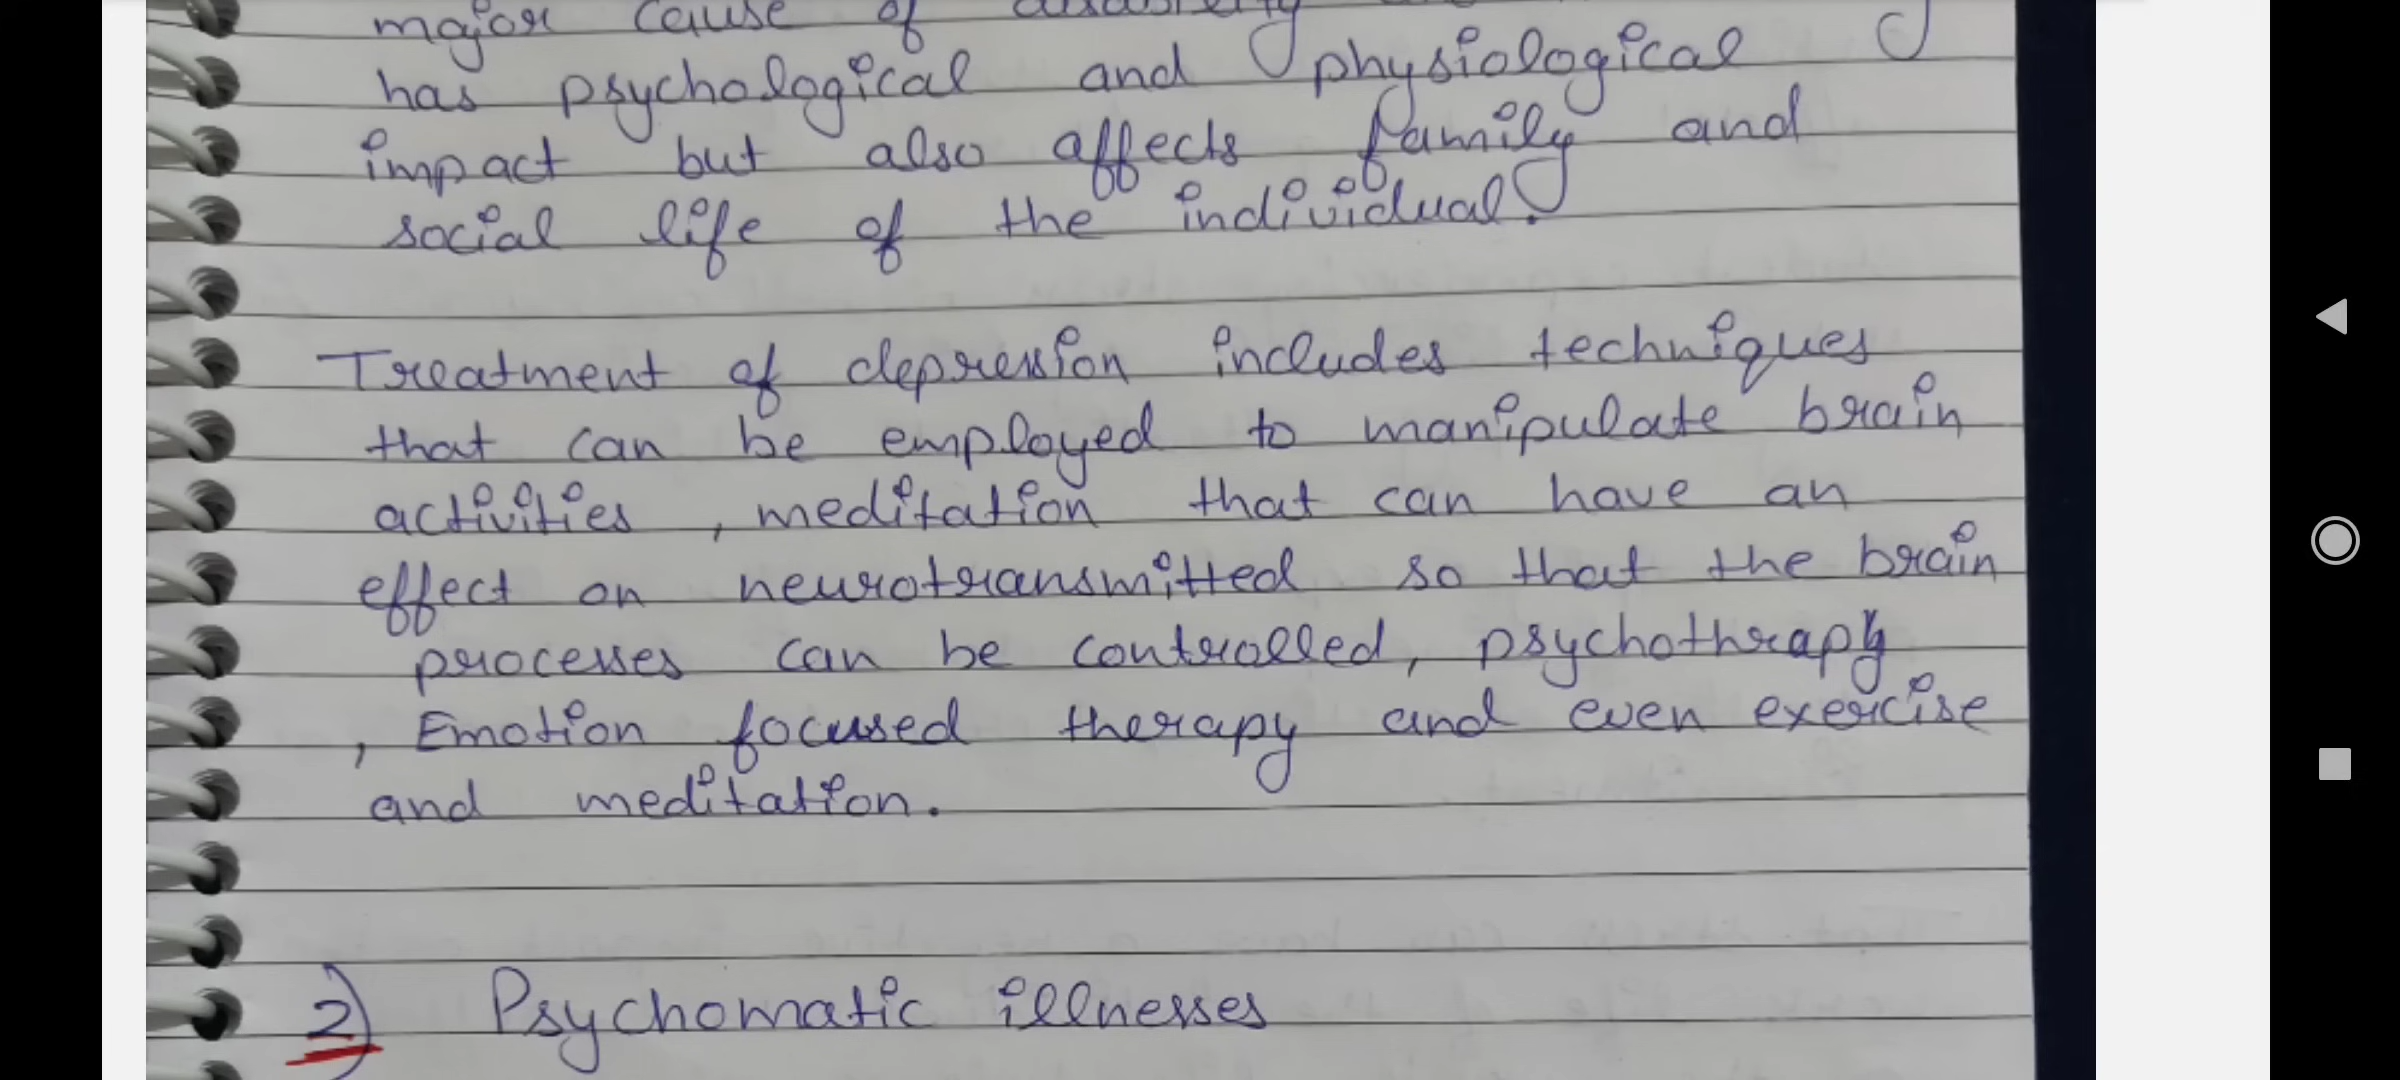 major cause of
has psychological and physiological
impact but also affects family and
social life of the individual.
Treatment of depression includes techniques
that can be employed to manipulate brain
activities, meditation that can have an
effect on neurotransmitted so that the brain
processes can be controlled, psychothrapy
, Emotion focused therapy and even exercise
and meditation.
2) Psychomatic illnesses